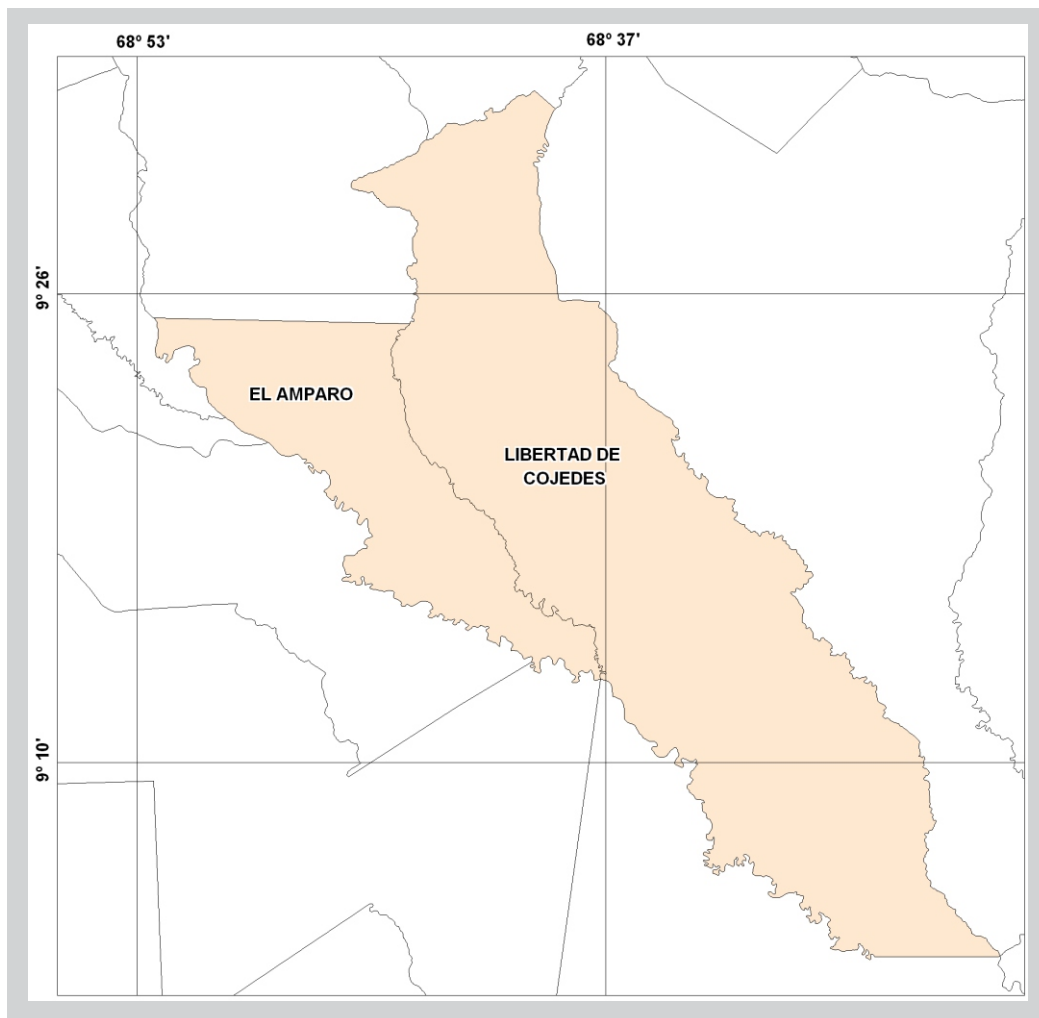 68° 53'
68° 37'
9° 26'
EL AMPARO
LIBERTAD DE
COJEDES
9° 10'